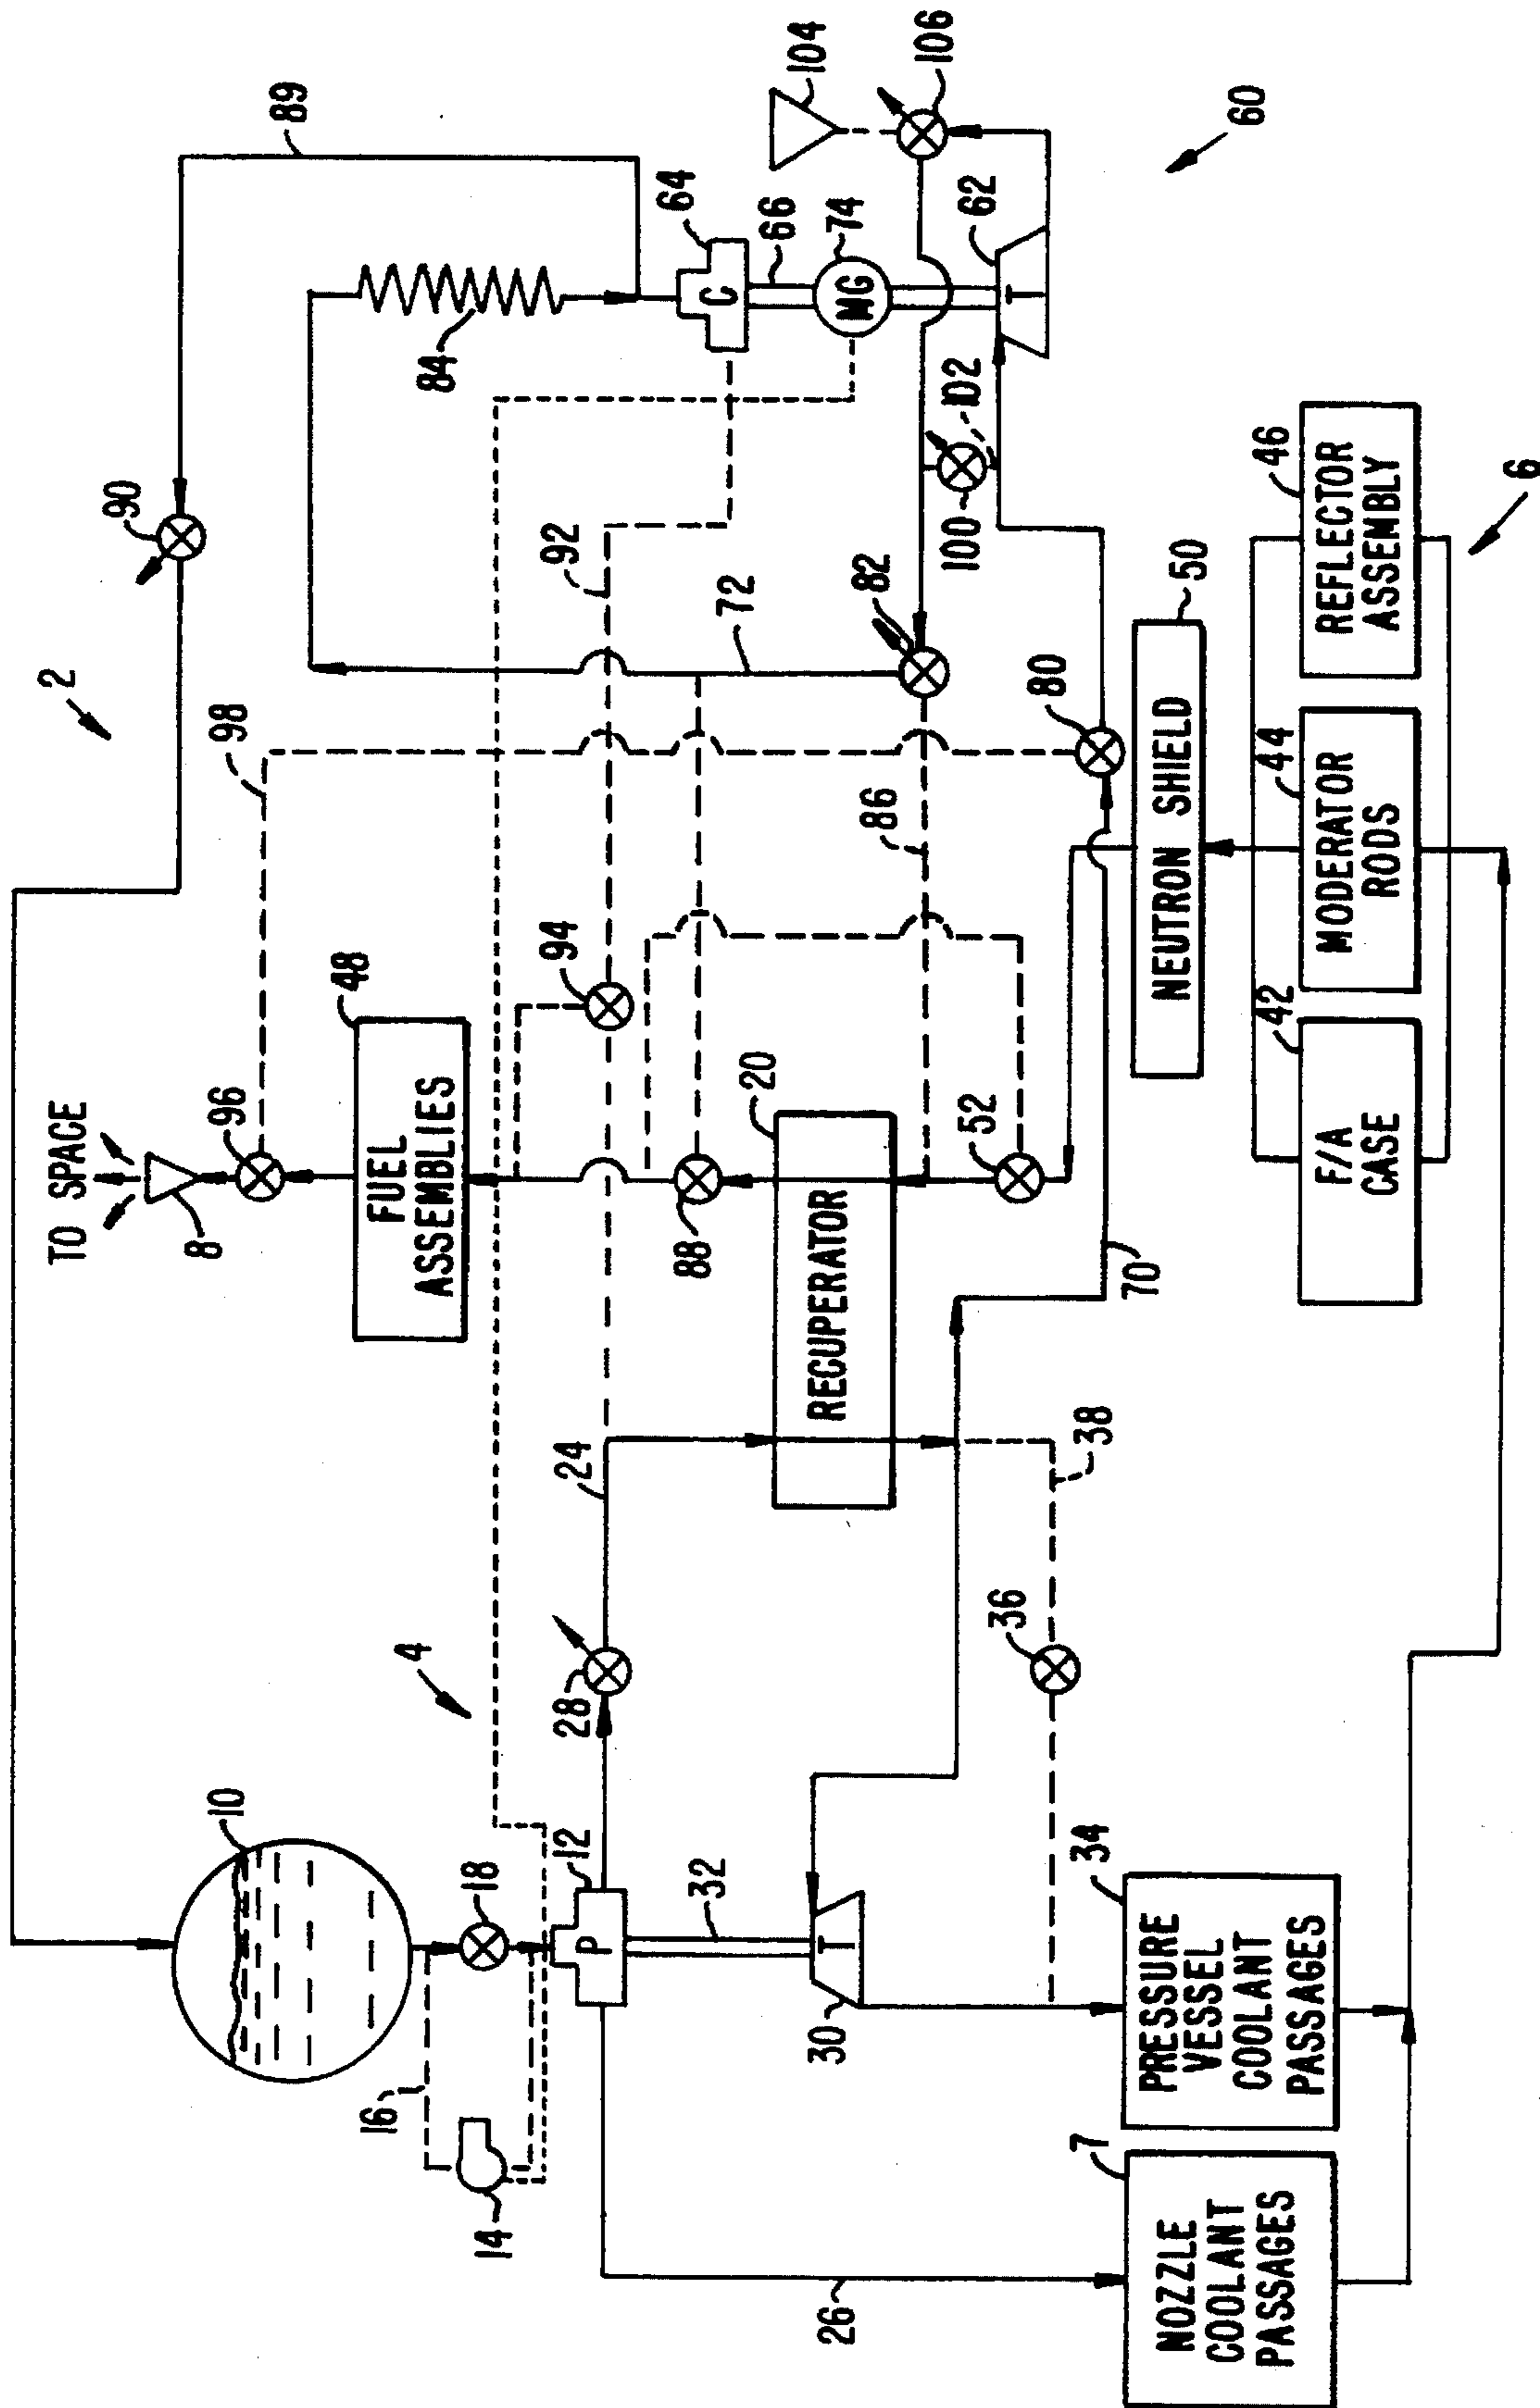 2
89
90
98
TO SPACE
8
96
48
FUEL
ASSEMBLIES
84
64
C
66
74
MG
104
106
60
62
T
92
94
72
82
100
102
10
18
16
14
12
P
32
4
28
24
20
RECUPERATOR
88
86
52
80
30
T
36
38
70
26
7
NOZZLE
COOLANT
PASSAGES
34
PRESSURE
VESSEL
COOLANT
PASSAGES
NEUTRON SHIELD
50
42
F/A
CASE
44
MODERATOR
RODS
46
REFLECTOR
ASSEMBLY
6